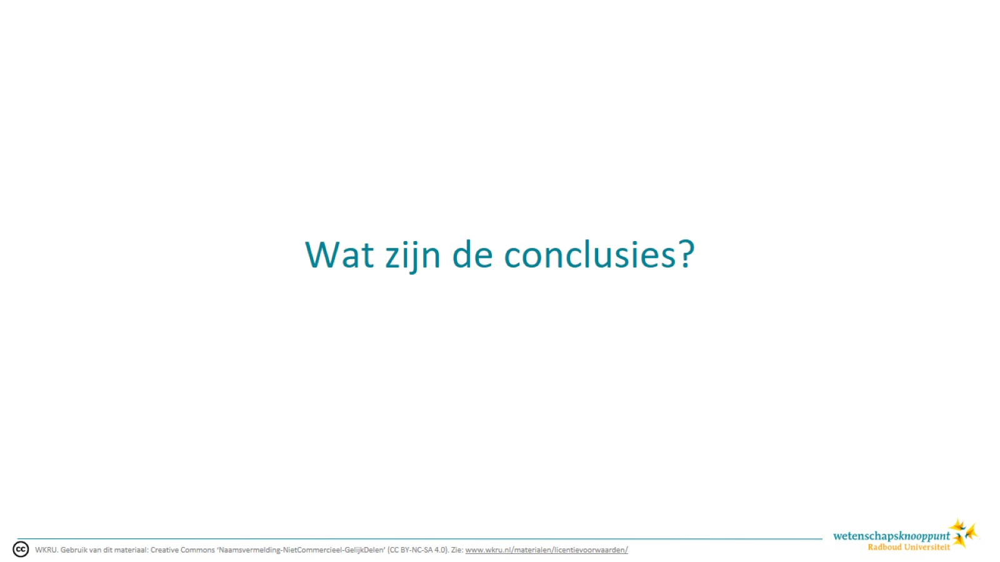 Wat zijn de conclusies?
wetenschapsknooppunt
Radboud Universiteit
cc WKRU. Gebruik van dit materiaal: Creative Commons ‘Naamsvermelding-NietCommercieel-GelijkDelen’ (CC BY-NC-SA 4.0). Zie: www.wkru.nl/materialen/licentievoorwaarden/